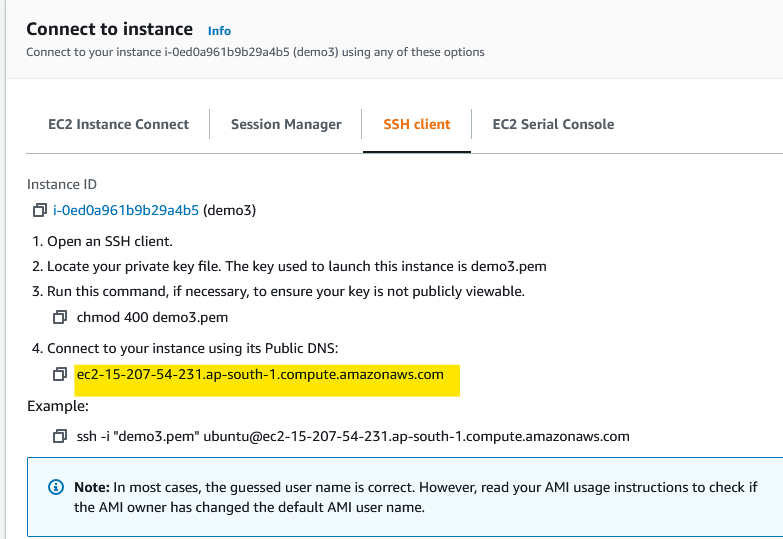 Connect to instance Info
Connect to your instance i-0ed0a961b9b29a4b5 (demo3) using any of these options
EC2 Instance Connect Session Manager SSH client EC2 Serial Console
Instance ID
i-0ed0a961b9b29a4b5 (demo3)
1. Open an SSH client.
2. Locate your private key file. The key used to launch this instance is demo3.pem
3. Run this command, if necessary, to ensure your key is not publicly viewable.
chmod 400 demo3.pem
4. Connect to your instance using its Public DNS:
ec2-15-207-54-231.ap-south-1.compute.amazonaws.com
Example:
ssh -i "demo3.pem" ubuntu@ec2-15-207-54-231.ap-south-1.compute.amazonaws.com
Note: In most cases, the guessed user name is correct. However, read your AMI usage instructions to check if
the AMI owner has changed the default AMI user name.